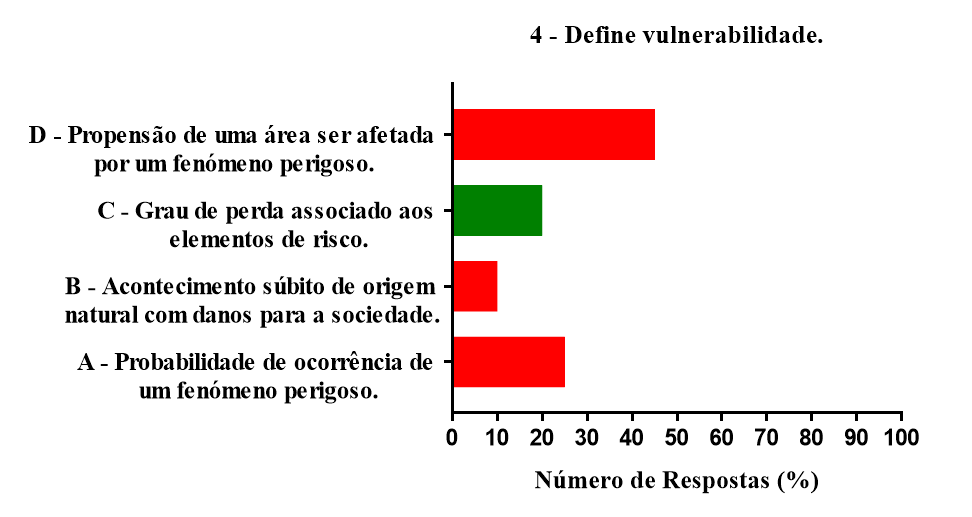 4 - Define vulnerabilidade.
D - Propensão de uma área ser afetada
por um fenómeno perigoso.
C - Grau de perda associado aos
elementos de risco.
B - Acontecimento súbito de origem
natural com danos para a sociedade.
A - Probabilidade de ocorrência de
um fenómeno perigoso.
0 10 20 30 40 50 60 70 80 90 100
Número de Respostas (%)